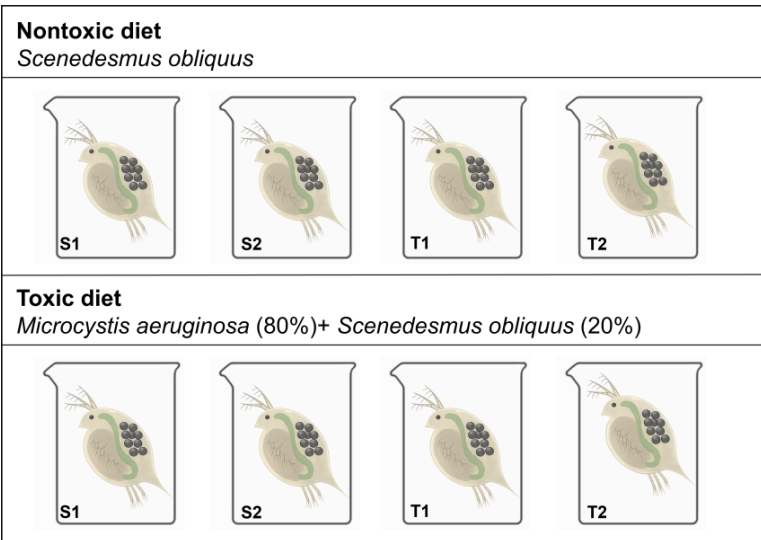 Nontoxic diet
Scenedesmus obliquus
S1 S2 T1 T2
Toxic diet
Microcystis aeruginosa (80%)+ Scenedesmus obliquus (20%)
S1 S2 T1 T2